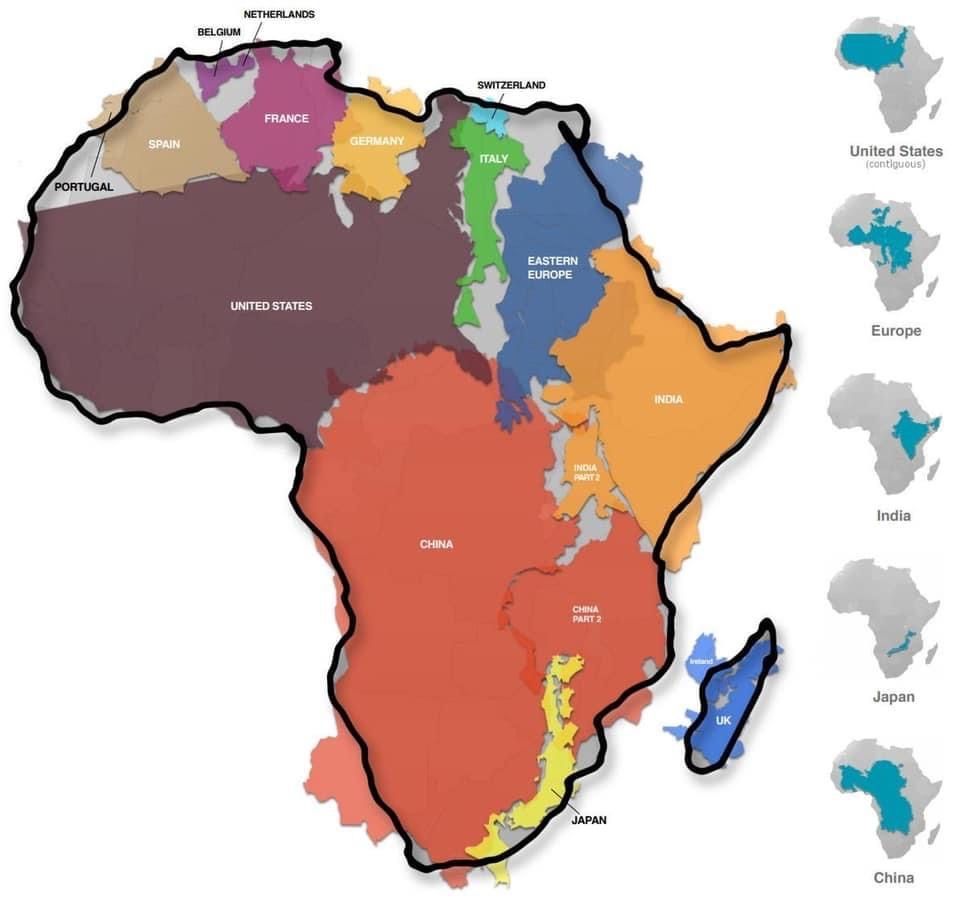 NETHERLANDS
BELGIUM
SWITZERLAND
FRANCE
SPAIN
GERMANY
ITALY
PORTUGAL
EASTERN
EUROPE
UNITED STATES
INDIA
INDIA
PART 2
CHINA
CHINA
PART 2
Ireland
UK
JAPAN
United States
(contiguous)
Europe
India
Japan
China